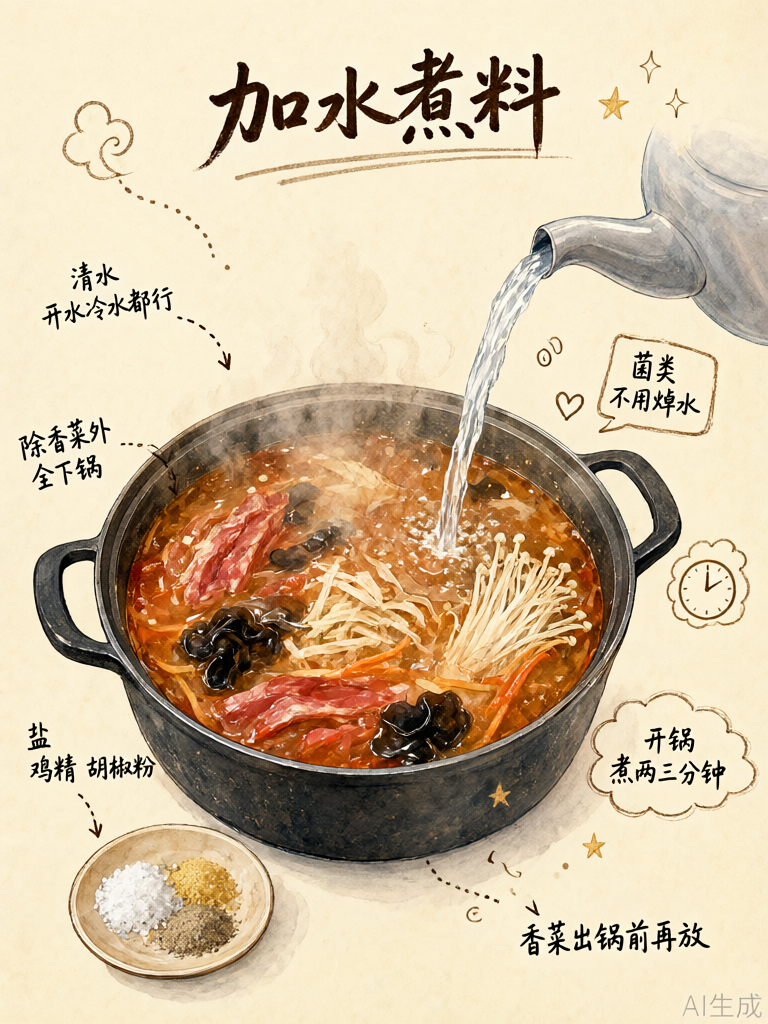 加水煮料
清水
开水冷水都行
菌类
不用焯水
除香菜外
全下锅
盐
鸡精 胡椒粉
开锅
煮两三分钟
香菜出锅前再放
AI生成